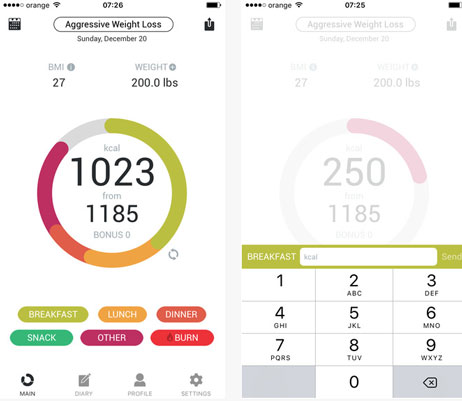 orange 07:26
Aggressive Weight Loss
Sunday, December 20
BMI WEIGHT
27 200.0 lbs
kcal
1023
from
1185
BONUS 0
BREAKFAST LUNCH DINNER
SNACK OTHER BURN
MAIN DIARY PROFILE SETTINGS
orange 07:25
Aggressive Weight Loss
Sunday, December 20
BMI WEIGHT
27 200.0 lbs
kcal
250
from
1185
BONUS 0
BREAKFAST kcal Send
1 2 3
ABC DEF
4 5 6
GHI JKL MNO
7 8 9
PQRS TUV WXYZ
0